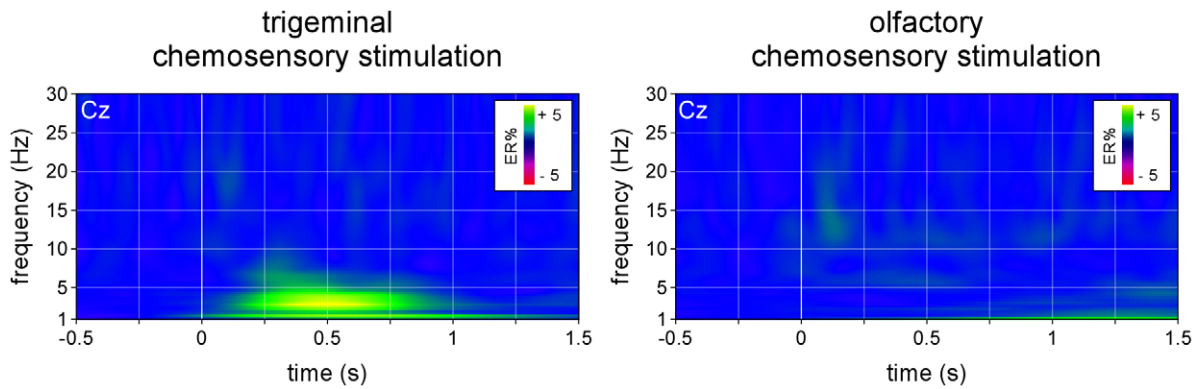 trigeminal
chemosensory stimulation
Cz
ER%
+ 5
- 5
30
25
20
15
10
5
1
frequency (Hz)
-0.5
0
0.5
1
1.5
time (s)
olfactory
chemosensory stimulation
Cz
ER%
+ 5
- 5
30
25
20
15
10
5
1
frequency (Hz)
-0.5
0
0.5
1
1.5
time (s)